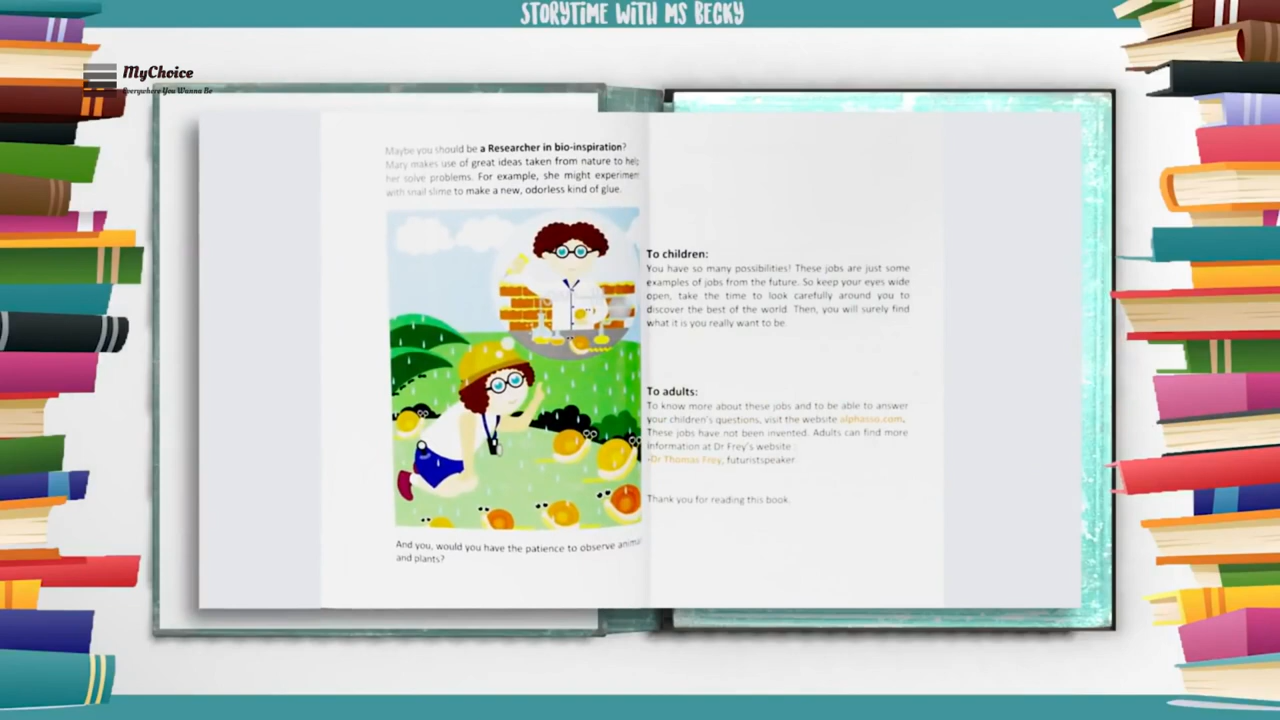 STORYTIME WITH MS BECKY
MyChoice
Everywhere You Wanna Be
Maybe you should be a Researcher in bio-inspiration?
Mary makes use of great ideas taken from nature to help
her solve problems. For example, she might experiment
with snail slime to make a new, odorless kind of glue.
And you, would you have the patience to observe
and plants?
To children:
You have so many possibilities! These jobs are just some
examples of jobs from the future. So keep your eyes wide
open, take the time to look carefully around you to
discover the best of the world. Then, you will surely find
what it is you really want to be.
To adults:
To know more about these jobs and to be able to answer
your children's questions, visit the website
These jobs have not been invented. Adults can find more
information at Dr Frey's website :
-Dr Thomas Frey, futuristspeaker.
Thank you for reading this book.